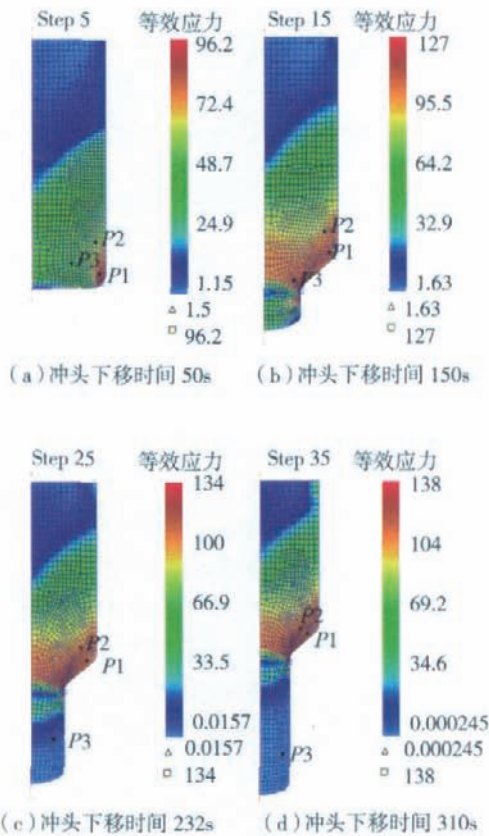 Step 5 等效应力
96.2
72.4
48.7
24.9
1.15
△ 1.5
□ 96.2
P2
P3
P1
(a)冲头下移时间 50s
Step 15 等效应力
127
95.5
64.2
32.9
1.63
△ 1.63
□ 127
P2
P1
P3
(b)冲头下移时间 150s
Step 25 等效应力
134
100
66.9
33.5
0.0157
△ 0.0157
□ 134
P2
P1
P3
(c)冲头下移时间 232s
Step 35 等效应力
138
104
69.2
34.6
0.000245
△ 0.000245
□ 138
P2
P1
P3
(d)冲头下移时间 310s